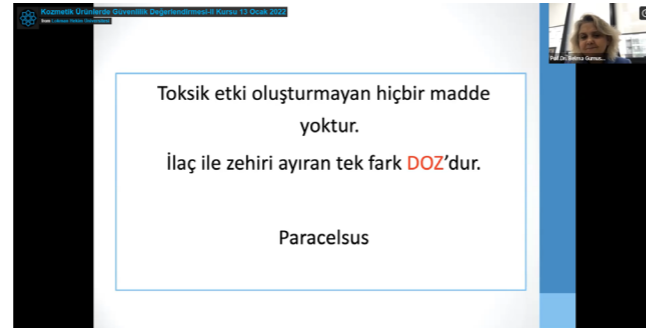 Kozmetik Ürünlerde Güvenlilik Değerlendirmesi-II Kursu 13 Ocak 2022
Toksik etki oluşturmayan hiçbir madde
yoktur.
İlaç ile zehiri ayıran tek fark DOZ’dur.
Paracelsus